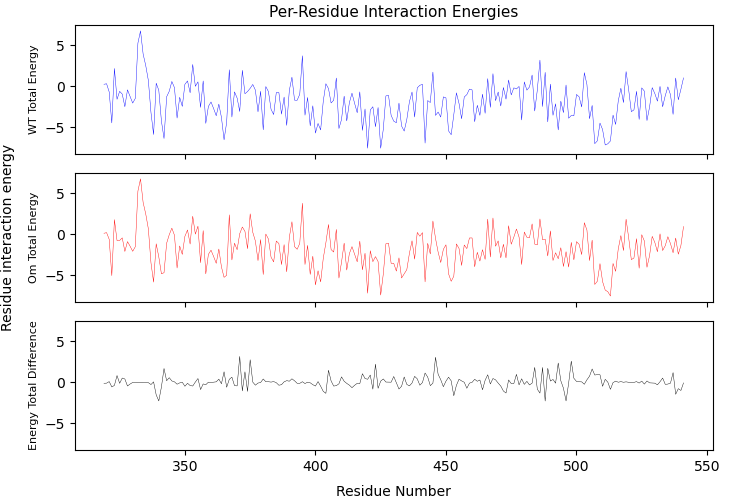 Per-Residue Interaction Energies
Residue interaction energy
WT Total Energy
5
0
−5
Om Total Energy
5
0
−5
Energy Total Difference
5
0
−5
350
400
450
500
550
Residue Number